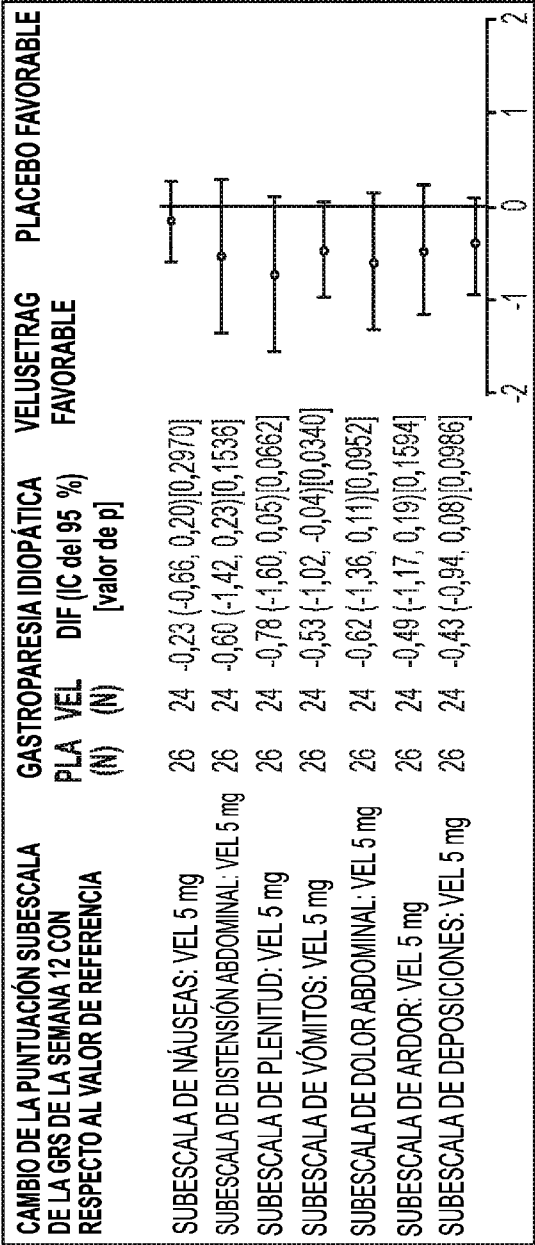 CAMBIO DE LA PUNTUACIÓN SUBESCALA
DE LA GRS DE LA SEMANA 12 CON
RESPECTO AL VALOR DE REFERENCIA
GASTROPARESIA IDIOPÁTICA
PLA VEL DIF (IC del 95 %)
(N) (N) [valor de p]
VELUSETRAG
FAVORABLE
PLACEBO FAVORABLE
SUBESCALA DE NÁUSEAS: VEL 5 mg 26 24 -0,23 (-0,66, 0,20)[0,2970]
SUBESCALA DE DISTENSIÓN ABDOMINAL: VEL 5 mg 26 24 -0,60 (-1,42, 0,23)[0,1536]
SUBESCALA DE PLENITUD: VEL 5 mg 26 24 -0,78 (-1,60, 0,05)[0,0662]
SUBESCALA DE VÓMITOS: VEL 5 mg 26 24 -0,53 (-1,02, -0,04)[0,0340]
SUBESCALA DE DOLOR ABDOMINAL: VEL 5 mg 26 24 -0,62 (-1,36, 0,11)[0,0952]
SUBESCALA DE ARDOR: VEL 5 mg 26 24 -0,49 (-1,17, 0,19)[0,1594]
SUBESCALA DE DEPOSICIONES: VEL 5 mg 26 24 -0,43 (-0,94, 0,08)[0,0986]
-2 -1 0 1 2